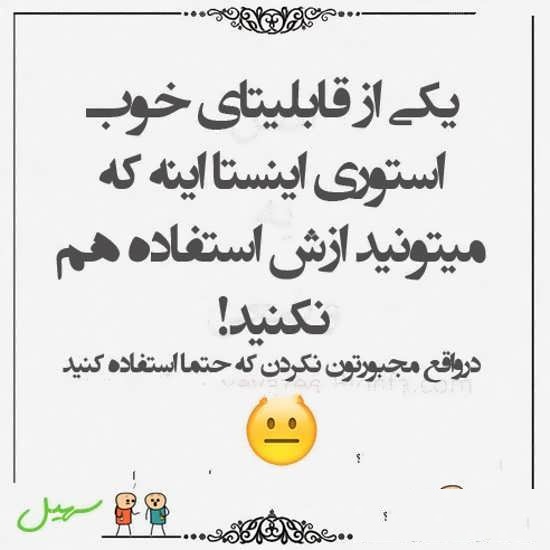 یکی از قابلیتای خوب
استوری اینستا اینه که
میتونید ازش استفاده هم
نکنید!
درواقع مجبورتون نکردن که حتما استفاده کنید
؟
؟
سهیل